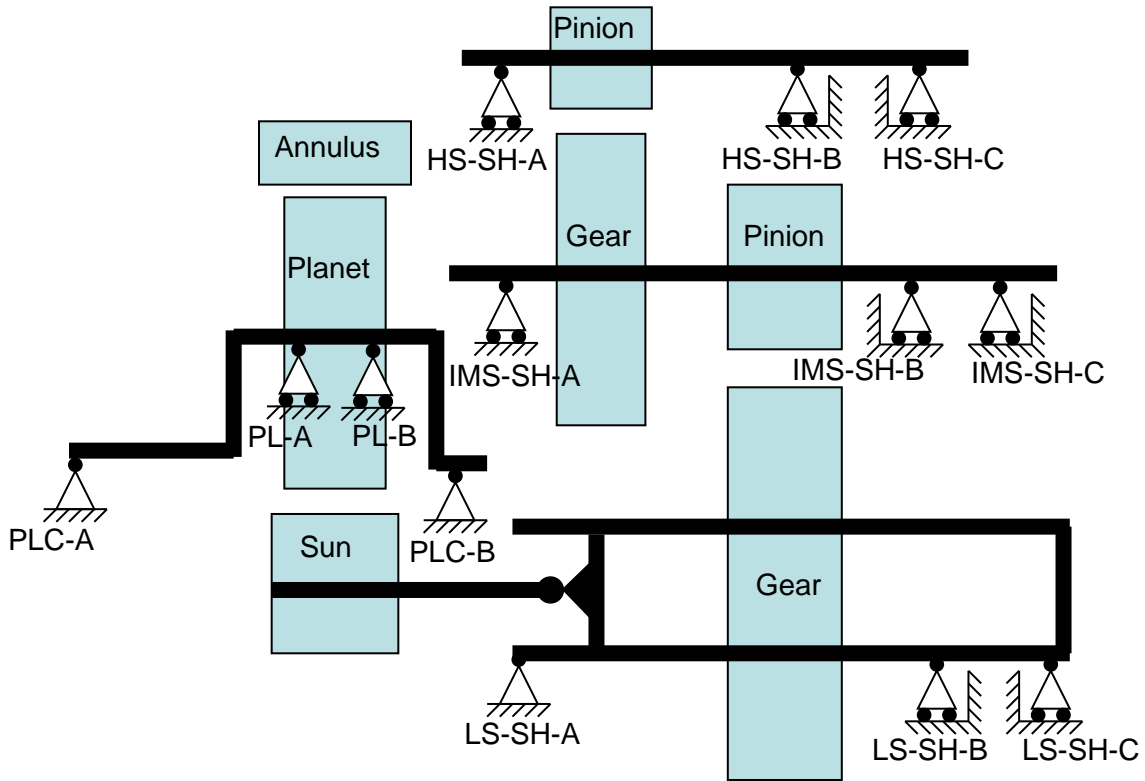 Pinion
Annulus
HS-SH-A
HS-SH-B
HS-SH-C
Gear
Pinion
Planet
IMS-SH-A
IMS-SH-B
IMS-SH-C
PL-A
PL-B
PLC-A
PLC-B
Sun
Gear
LS-SH-A
LS-SH-B
LS-SH-C